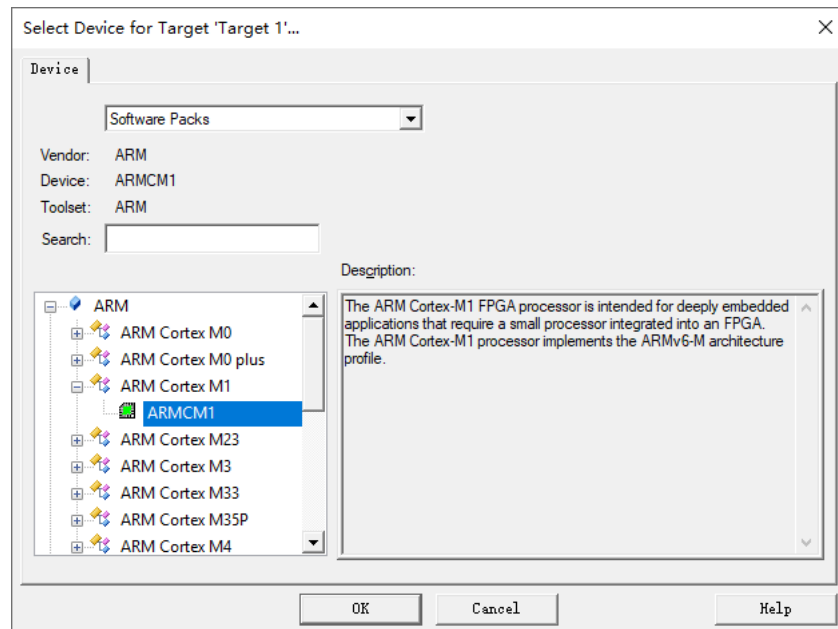 Select Device for Target 'Target 1'...
Device
Software Packs
Vendor: ARM
Device: ARMCM1
Toolset: ARM
Search:
Description:
ARM
ARM Cortex M0
ARM Cortex M0 plus
ARM Cortex M1
ARMCM1
ARM Cortex M23
ARM Cortex M3
ARM Cortex M33
ARM Cortex M35P
ARM Cortex M4
The ARM Cortex-M1 FPGA processor is intended for deeply embedded
applications that require a small processor integrated into an FPGA.
The ARM Cortex-M1 processor implements the ARMv6-M architecture
profile.
OK Cancel Help